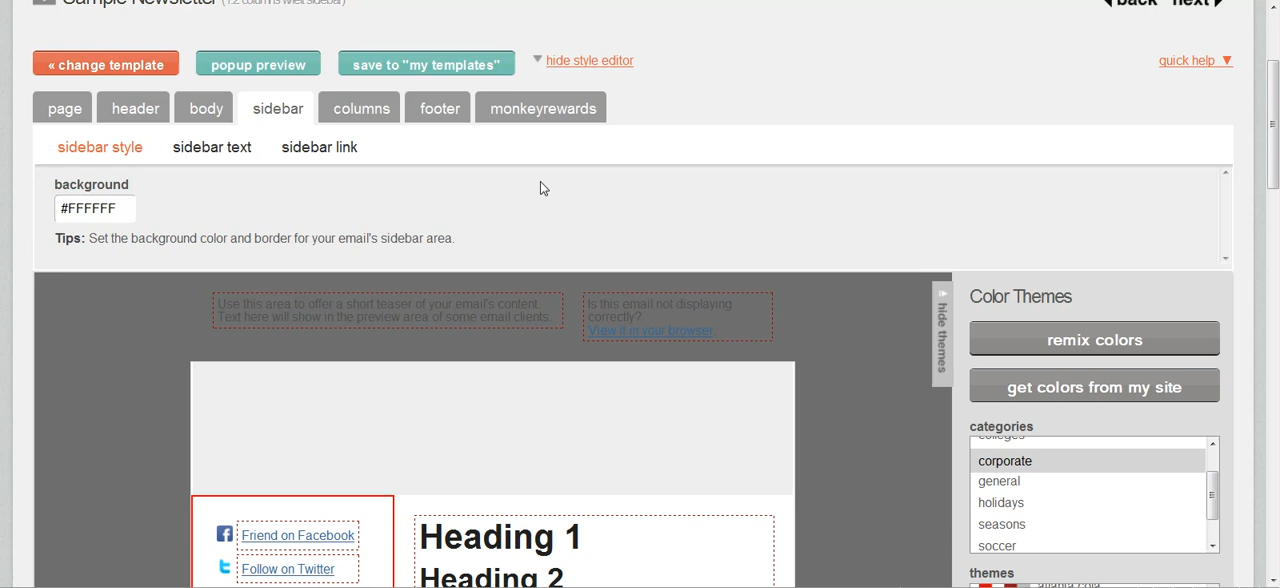 Sample Newsletter
back next
« change template popup preview save to "my templates" hide style editor quick help
page header body sidebar columns footer monkeyrewards
sidebar style sidebar text sidebar link
background
#FFFFFF
Tips: Set the background color and border for your email's sidebar area.
Use this area to offer a short teaser of your email's content.
Text here will show in the preview area of some email clients.
Is this email not displaying
correctly?
View it in your browser.
hide themes
Color Themes
remix colors
get colors from my site
categories
colleges
corporate
general
holidays
seasons
soccer
themes
Friend on Facebook
Follow on Twitter
Heading 1
Heading 2